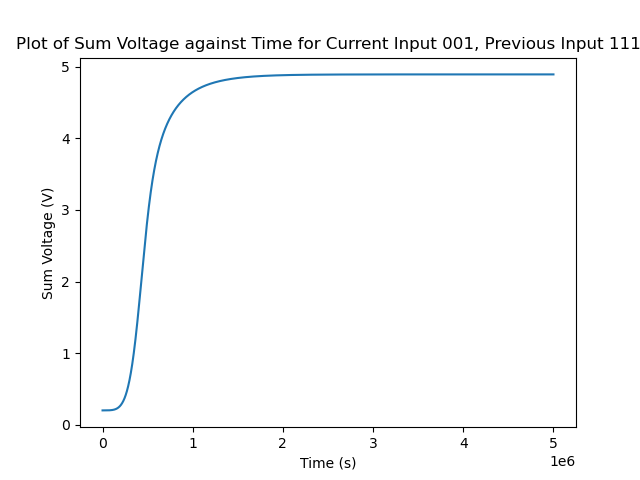 Plot of Sum Voltage against Time for Current Input 001, Previous Input 111
5
4
3
2
1
0
Sum Voltage (V)
0 1 2 3 4 5
1e6
Time (s)